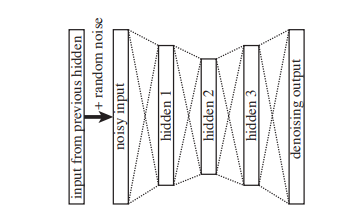 input from previous hidden
+ random noise
noisy input
hidden 1
hidden 2
hidden 3
denoising output